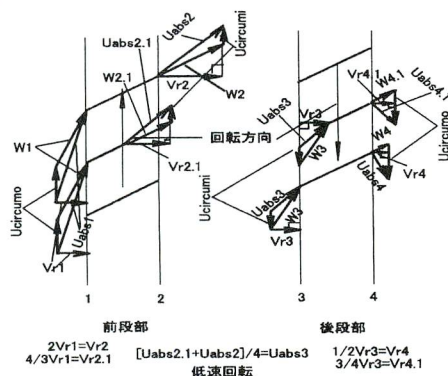 Uabs2
Uabs2.1
Ucircumi
W2.1
Vr2
W2
W1
回転方向
Vr2.1
Ucircumo
Uabs1
Vr1
1
2
Vr4.1
W4.1
Uabs3
Vr3
Uabs4.1
W3
W4
Ucircumi
Ucircumo
Uabs3
W3
Uabs4
Vr4
Vr3
3
4
前段部
後段部
2Vr1=Vr2
4/3Vr1=Vr2.1
[Uabs2.1+Uabs2]/4=Uabs3
1/2Vr3=Vr4
3/4Vr3=Vr4.1
低速回転